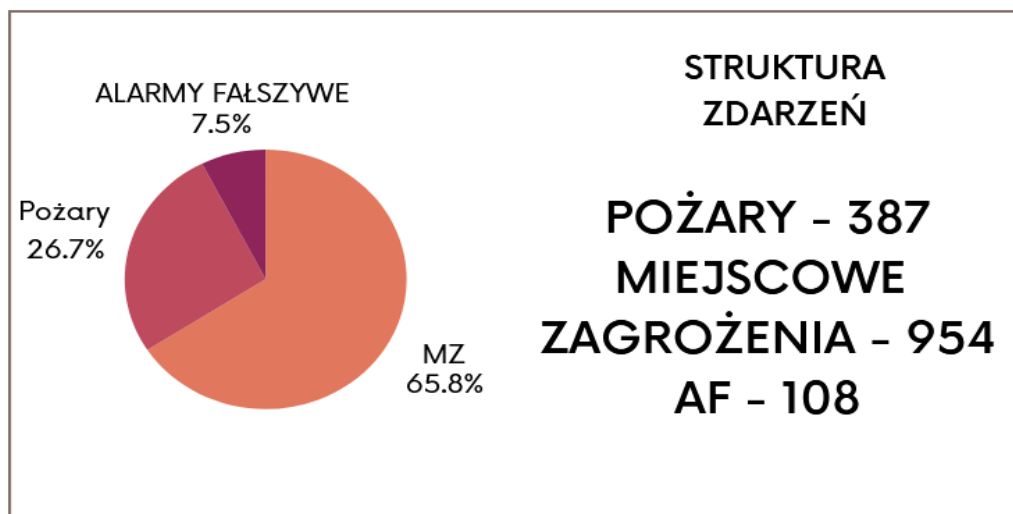 ALARMY FAŁSZYWE
7.5%
Pożary
26.7%
MZ
65.8%
STRUKTURA
ZDARZEŃ
POŻARY - 387
MIEJSCOWE
ZAGROŻENIA - 954
AF - 108